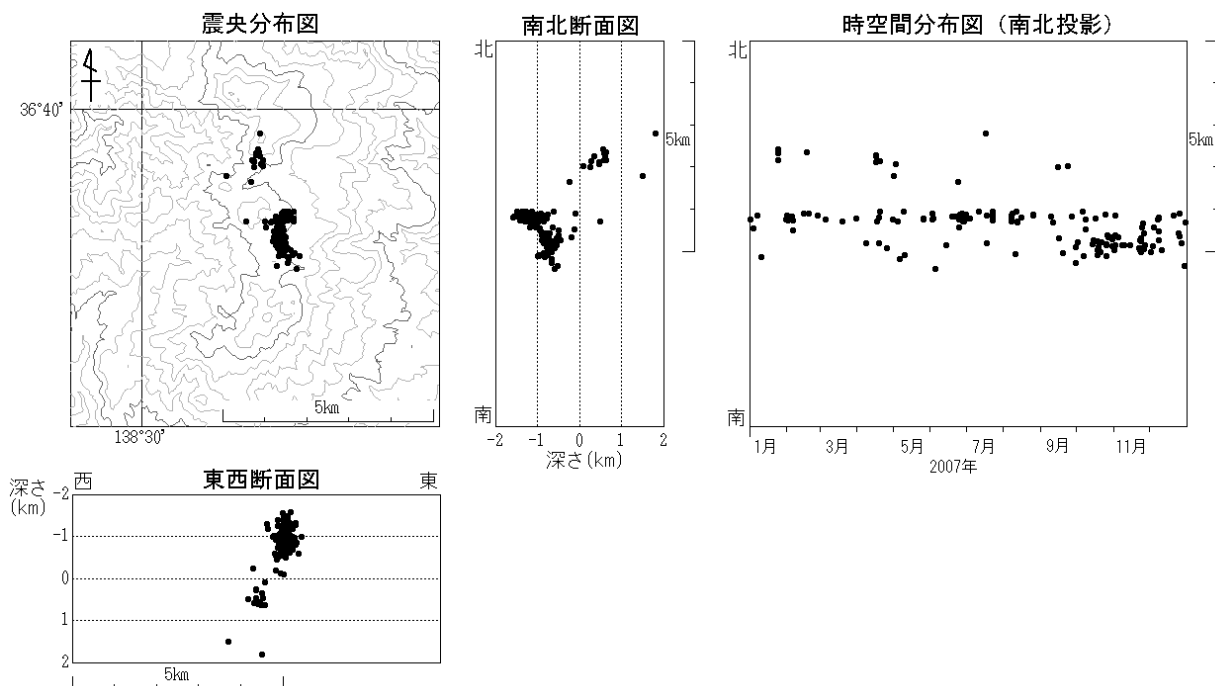 震央分布図
36°40'
5km
138°30'
南北断面図
北
南
5km
-2 -1 0 1 2
深さ(km)
時空間分布図（南北投影）
北
南
5km
1月 3月 5月 7月 9月 11月
2007年
東西断面図
西
東
深さ
(km)
-2
-1
0
1
2
5km